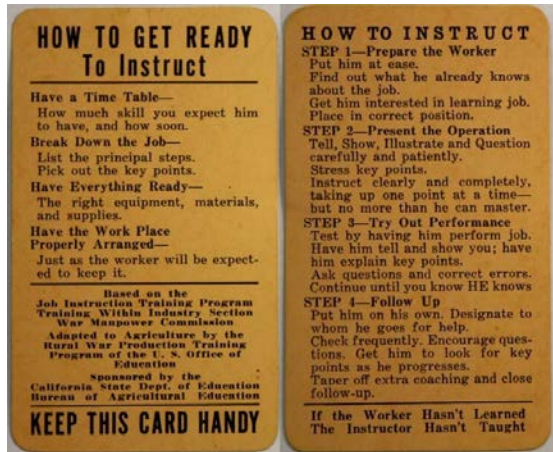 HOW TO GET READY
To Instruct
Have a Time Table—
How much skill you expect him
to have, and how soon.
Break Down the Job—
List the principal steps.
Pick out the key points.
Have Everything Ready—
The right equipment, materials,
and supplies.
Have the Work Place
Properly Arranged—
Just as the worker will be expect-
ed to keep it.
Based on the
Job Instruction Training Program
Training Within Industry Section
War Manpower Commission
Adapted to Agriculture by the
Rural War Production Training
Program of the U. S. Office of
Education
Sponsored by the
California State Dept. of Education
Bureau of Agricultural Education
KEEP THIS CARD HANDY
HOW TO INSTRUCT
STEP 1—Prepare the Worker
Put him at ease.
Find out what he already knows
about the job.
Get him interested in learning job.
Place in correct position.
STEP 2—Present the Operation
Tell, Show, Illustrate and Question
carefully and patiently.
Stress key points.
Instruct clearly and completely,
taking up one point at a time—
but no more than he can master.
STEP 3—Try Out Performance
Test by having him perform job.
Have him tell and show you; have
him explain key points.
Ask questions and correct errors.
Continue until you know HE knows
STEP 4—Follow Up
Put him on his own. Designate to
whom he goes for help.
Check frequently. Encourage ques-
tions. Get him to look for key
points as he progresses.
Taper off extra coaching and close
follow-up.
If the Worker Hasn't Learned
The Instructor Hasn't Taught